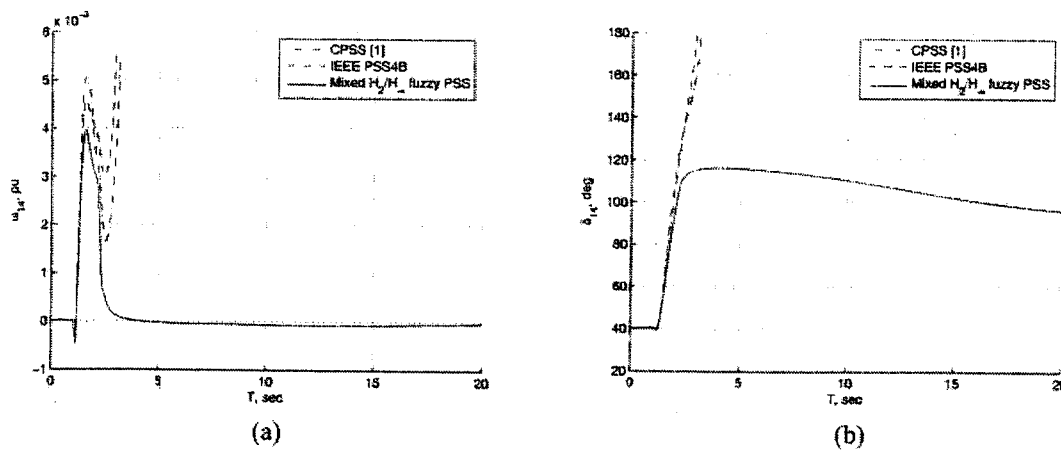 × 10⁻³
6
5
4
3
2
1
0
−1
ω₁₄, pu
0
5
10
15
20
T, sec
CPSS [1]
IEEE PSS4B
Mixed H₂/H∞ fuzzy PSS
(a)
180
160
140
120
100
80
60
40
20
δ₁₄, deg
0
5
10
15
20
T, sec
CPSS [1]
IEEE PSS4B
Mixed H₂/H∞ fuzzy PSS
(b)